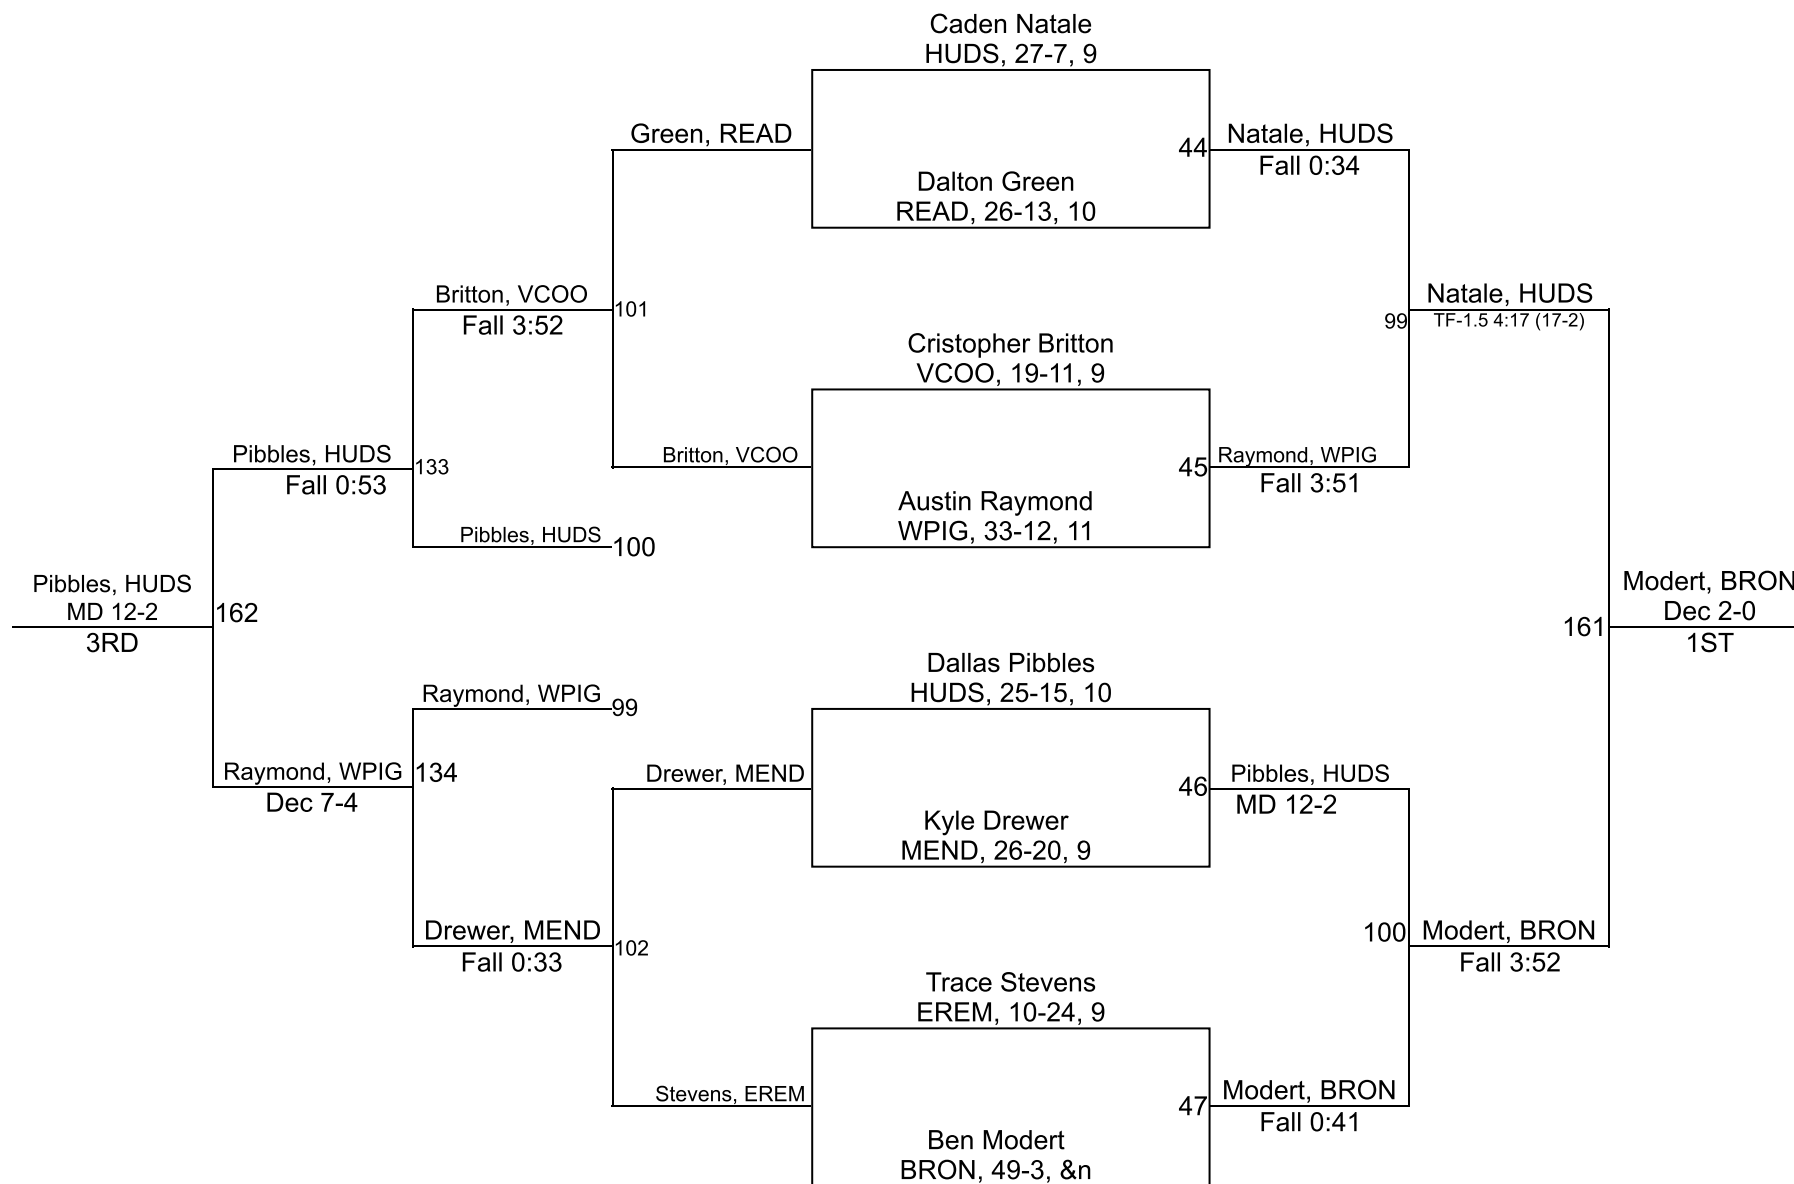 Caden Natale
HUDS, 27-7, 9
Green, READ
44
Natale, HUDS
Fall 0:34
Dalton Green
READ, 26-13, 10
Britton, VCOO
Fall 3:52
101
Natale, HUDS
99
TF-1.5 4:17 (17-2)
Cristopher Britton
VCOO, 19-11, 9
Pibbles, HUDS
Fall 0:53
133
Britton, VCOO
45
Raymond, WPIG
Fall 3:51
Austin Raymond
WPIG, 33-12, 11
Pibbles, HUDS
100
Pibbles, HUDS
MD 12-2
3RD
162
161
Modert, BRON
Dec 2-0
1ST
Dallas Pibbles
HUDS, 25-15, 10
Raymond, WPIG
99
Raymond, WPIG
Dec 7-4
134
Drewer, MEND
46
Pibbles, HUDS
MD 12-2
Kyle Drewer
MEND, 26-20, 9
Drewer, MEND
Fall 0:33
102
100
Modert, BRON
Fall 3:52
Trace Stevens
EREM, 10-24, 9
Stevens, EREM
47
Modert, BRON
Fall 0:41
Ben Modert
BRON, 49-3, &n